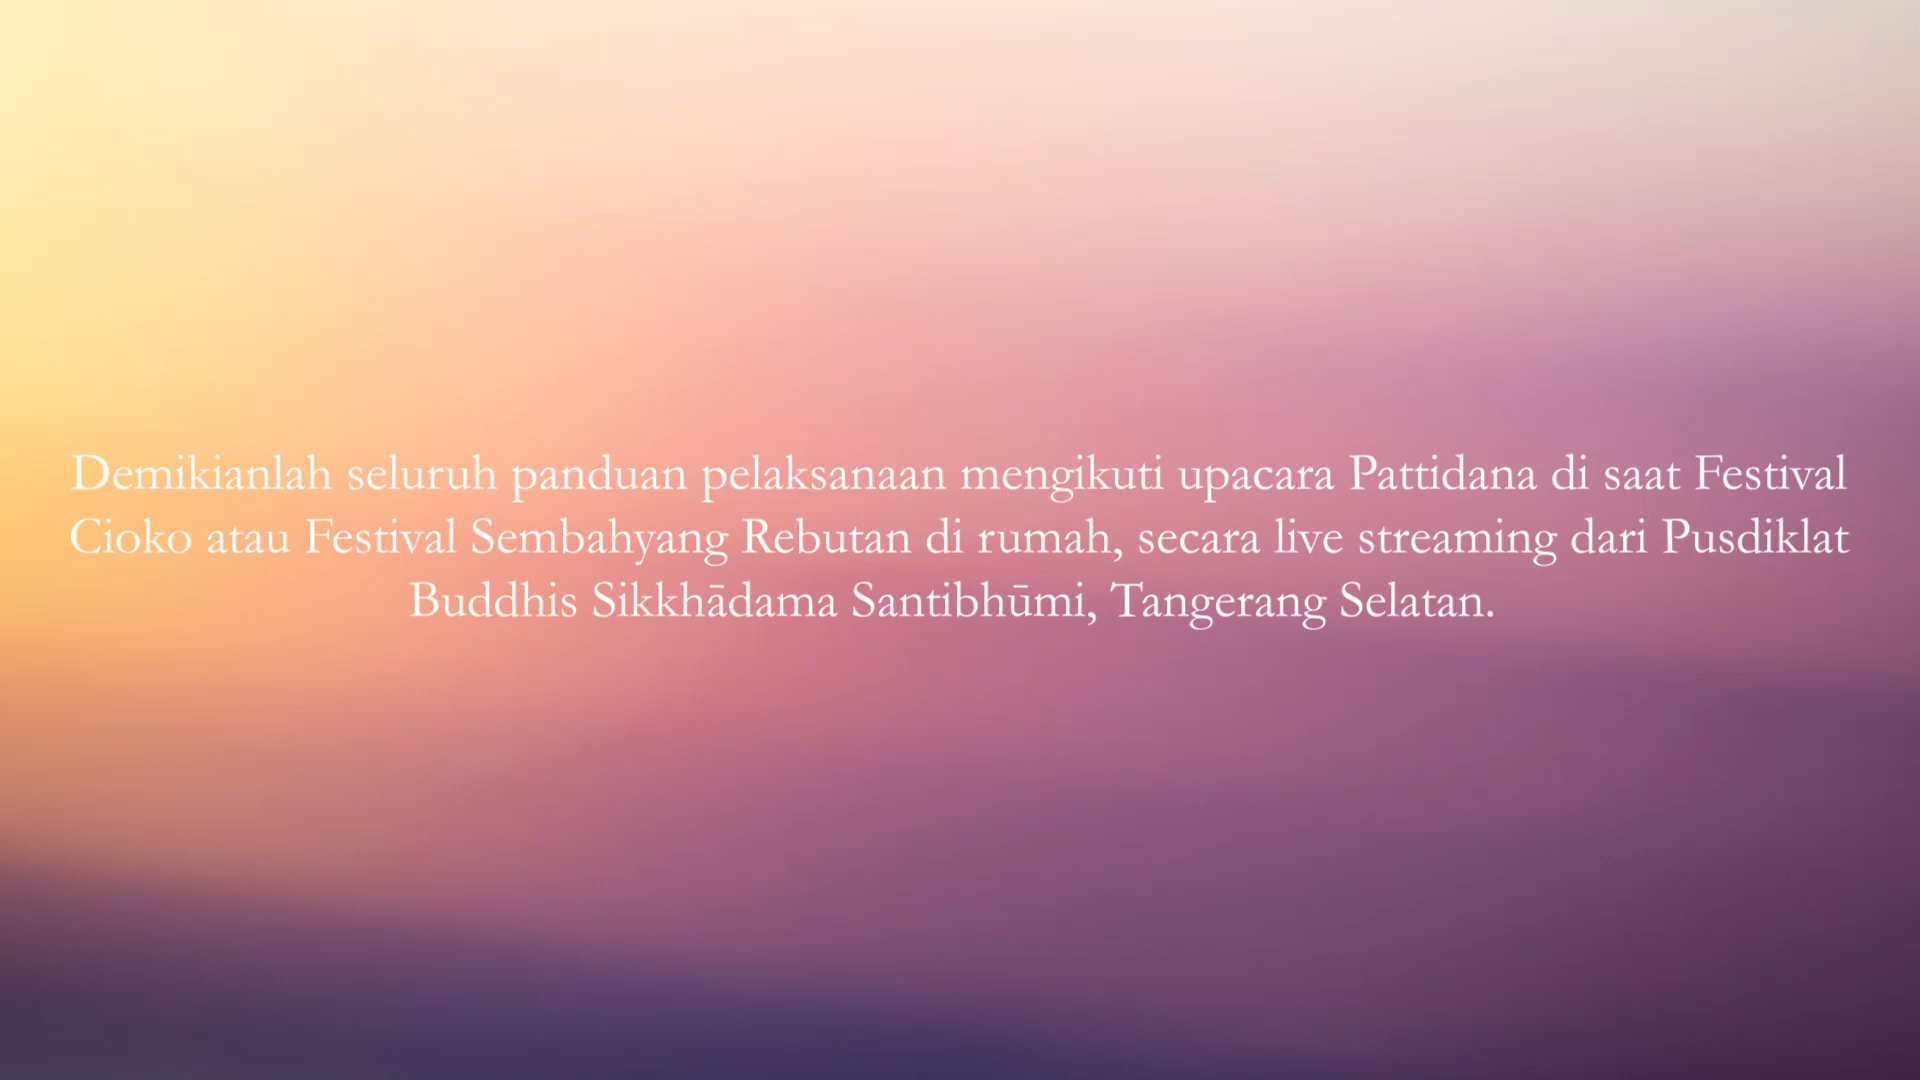 Demikianlah seluruh panduan pelaksanaan mengikuti upacara Pattidana di saat Festival
Cioko atau Festival Sembahyang Rebutan di rumah, secara live streaming dari Pusdiklat
Buddhis Sikkhādama Santibhūmi, Tangerang Selatan.